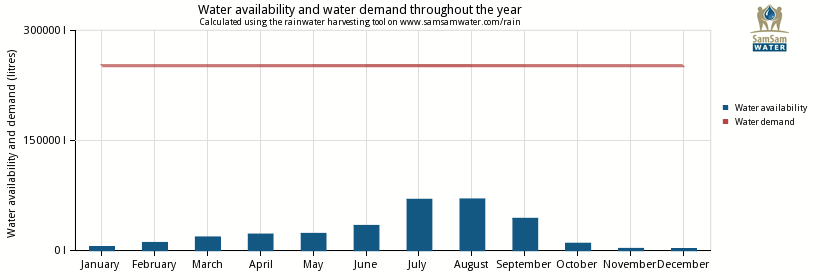 Water availability and water demand throughout the year
Calculated using the rainwater harvesting tool on www.samsamwater.com/rain
SamSam
WATER
Water availability and demand (litres)
300000 l
150000 l
0 l
Water availability
Water demand
January February March April May June July August September October November December